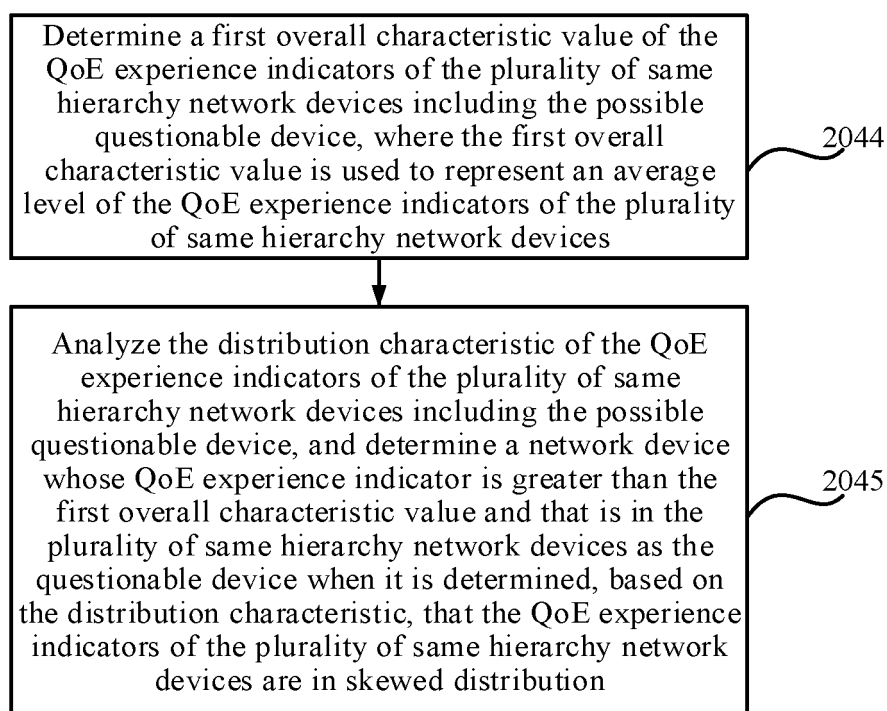 Determine a first overall characteristic value of the
QoE experience indicators of the plurality of same
hierarchy network devices including the possible
questionable device, where the first overall
characteristic value is used to represent an average
level of the QoE experience indicators of the plurality
of same hierarchy network devices
2044
Analyze the distribution characteristic of the QoE
experience indicators of the plurality of same
hierarchy network devices including the possible
questionable device, and determine a network device
whose QoE experience indicator is greater than the
first overall characteristic value and that is in the
plurality of same hierarchy network devices as the
questionable device when it is determined, based on
the distribution characteristic, that the QoE experience
indicators of the plurality of same hierarchy network
devices are in skewed distribution
2045